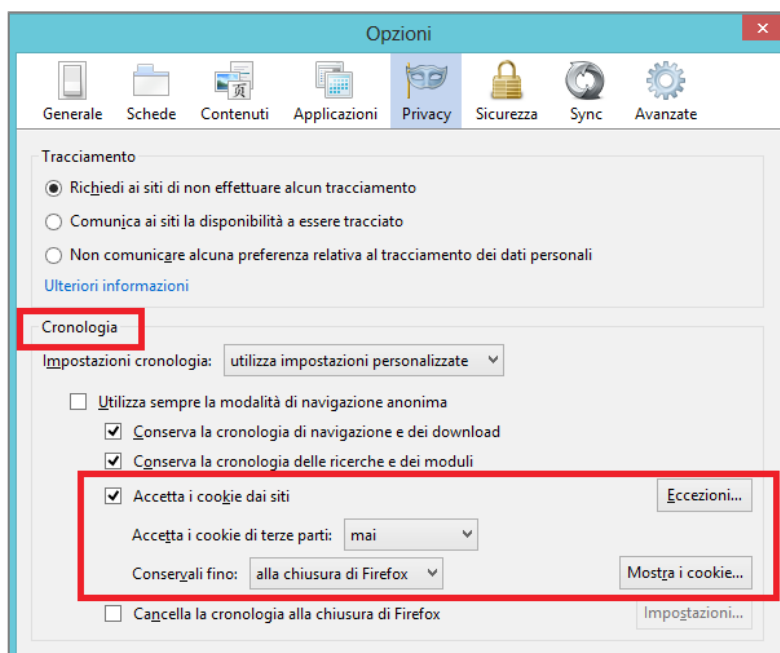 Opzioni
Generale Schede Contenuti Applicazioni Privacy Sicurezza Sync Avanzate
Tracciamento
Richiedi ai siti di non effettuare alcun tracciamento
Comunica ai siti la disponibilità a essere tracciato
Non comunicare alcuna preferenza relativa al tracciamento dei dati personali
Ulteriori informazioni
Cronologia
Impostazioni cronologia: utilizza impostazioni personalizzate
Utilizza sempre la modalità di navigazione anonima
Conserva la cronologia di navigazione e dei download
Conserva la cronologia delle ricerche e dei moduli
Accetta i cookie dai siti Eccezioni...
Accetta i cookie di terze parti: mai
Conservali fino: alla chiusura di Firefox Mostra i cookie...
Cancella la cronologia alla chiusura di Firefox Impostazioni...